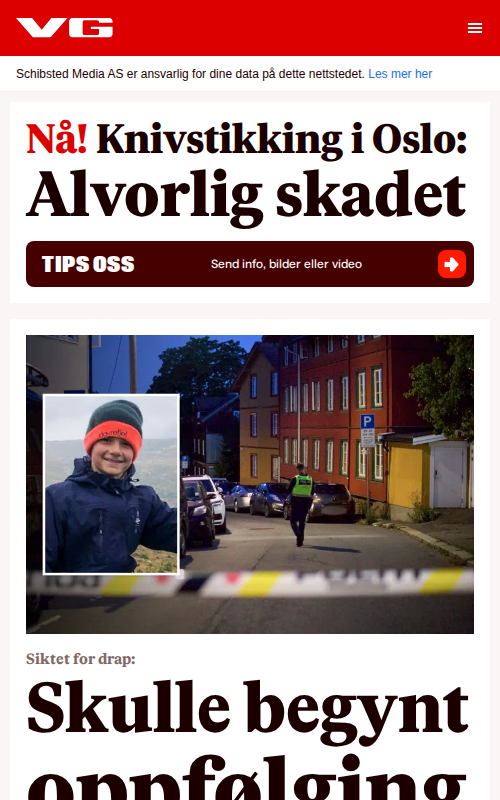 VG
Schibsted Media AS er ansvarlig for dine data på dette nettstedet. Les mer her
Nå! Knivstikking i Oslo:
Alvorlig skadet
TIPS OSS
Send info, bilder eller video
P
Siktet for drap:
Skulle begynt
oppfølging